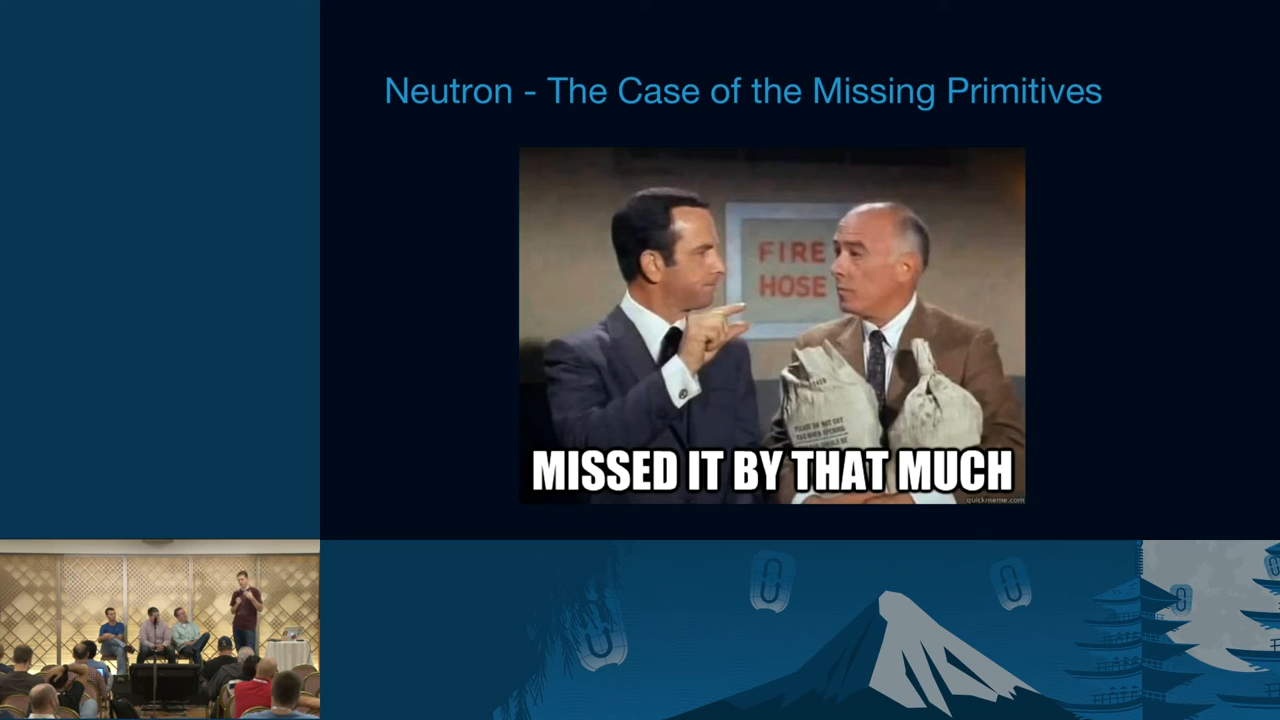 Neutron - The Case of the Missing Primitives
FIRE
HOSE
MISSED IT BY THAT MUCH
quickmeme.com